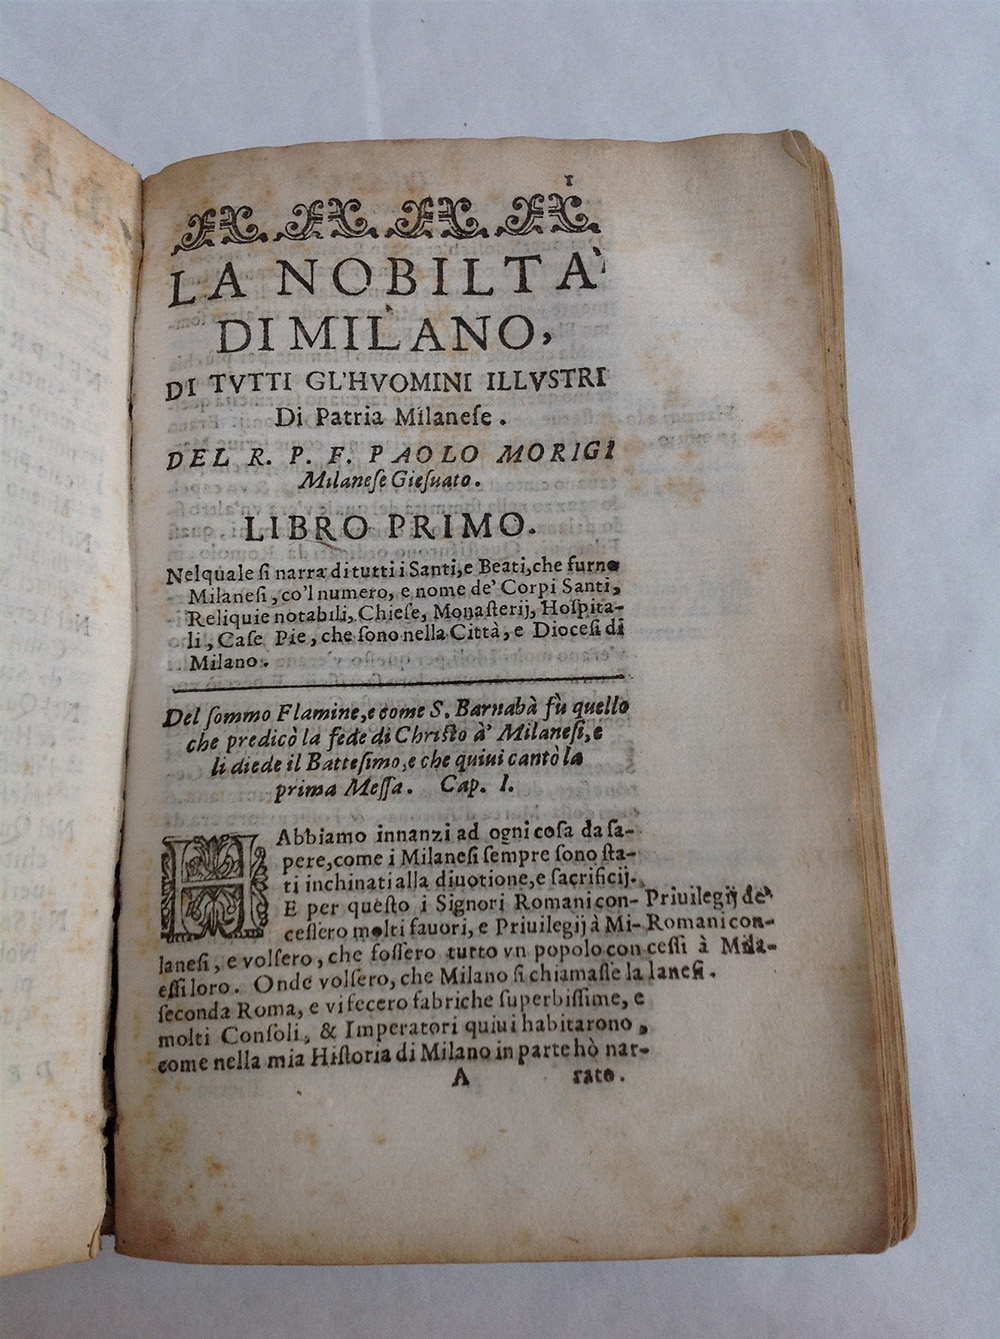 1
LA NOBILTA'
DI MILANO,
DI TVTTI GL'HVOMINI ILLVSTRI
Di Patria Milaneſe.
DEL R. P. F. PAOLO MORIGI
Milaneſe Gieſuato.
LIBRO PRIMO.
Nelquale ſi narra di tutti i Santi, e Beati, che furno
Milaneſi, co'l numero, e nome de' Corpi Santi,
Reliquie notabili, Chieſe, Monaſterij, Hoſpita-
li, Caſe Pie, che ſono nella Città, e Dioceſi di
Milano.
Del ſommo Flamine, e come S. Barnabà fù quello
che predicò la fede di Chriſto à' Milaneſi, e
li diede il Batteſimo, e che quiui cantò la
prima Meſſa. Cap. I.
HAbbiamo innanzi ad ogni coſa da ſa-
pere, come i Milaneſi ſempre ſono ſta-
ti inchinati alla diuotione, e ſacrificij.
E per queſto i Signori Romani con-
ceſſero molti fauori, e Priuilegij à Mi-
laneſi, e volſero, che foſſero tutto vn popolo con
eſſi loro. Onde volſero, che Milano ſi chiamaſſe la
ſeconda Roma, e vi fecero fabriche ſuperbiſſime, e
molti Conſoli, & Imperatori quiui habitarono,
come nella mia Hiſtoria di Milano in parte hò nar-
A rato.
Priuilegij de'
Romani con-
ceſſi à Mila-
laneſi.